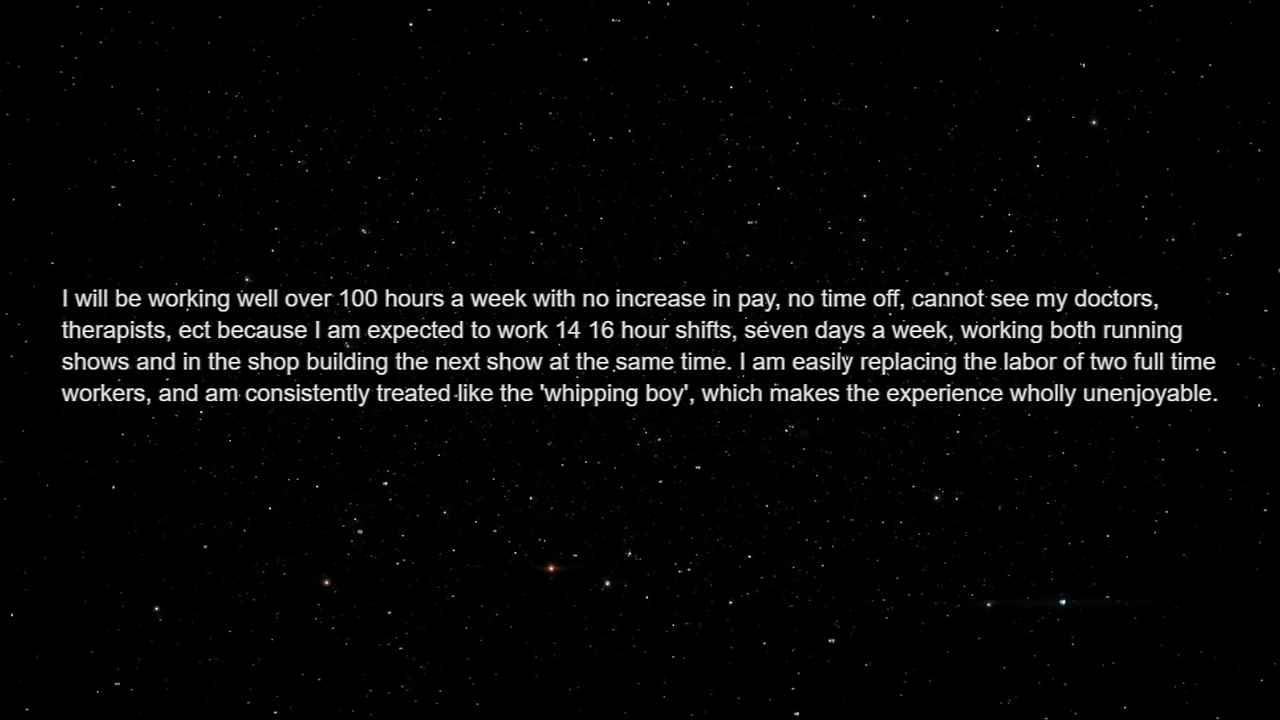 I will be working well over 100 hours a week with no increase in pay, no time off, cannot see my doctors,
therapists, ect because I am expected to work 14 16 hour shifts, seven days a week, working both running
shows and in the shop building the next show at the same time. I am easily replacing the labor of two full time
workers, and am consistently treated like the 'whipping boy', which makes the experience wholly unenjoyable.